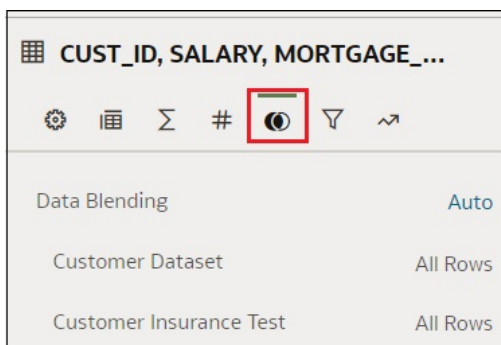 CUST_ID, SALARY, MORTGAGE_...
Data Blending Auto
Customer Dataset All Rows
Customer Insurance Test All Rows